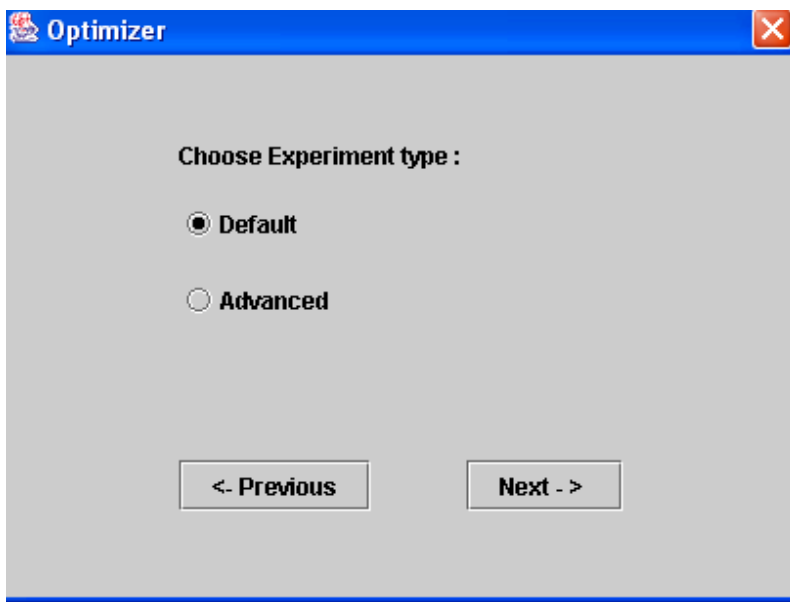 Optimizer
Choose Experiment type :
Default
Advanced
<- Previous
Next - >